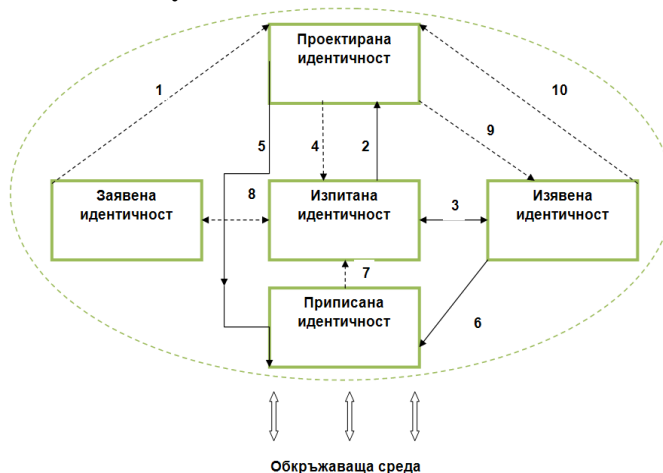 Проектирана
идентичност
1
10
5
4
2
9
Заявена
идентичност
8
Изпитана
идентичност
3
Изявена
идентичност
7
Приписана
идентичност
6
Обкръжаваща среда